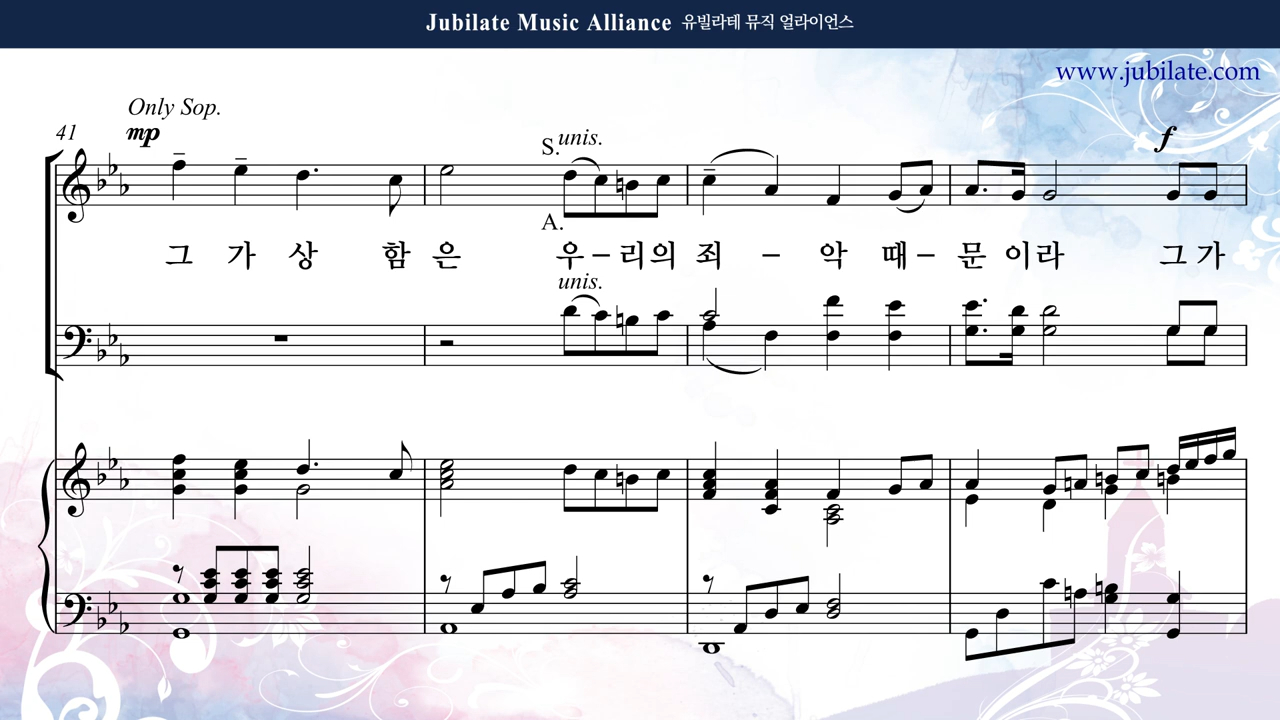 Jubilate Music Alliance 유빌라테 뮤직 얼라이언스
www.jubilate.com
Only Sop.
41 mp
S. unis.
f
A.
그 가 상 함 은 우 – 리의 죄 – 악 때 – 문 이라 그가
unis.